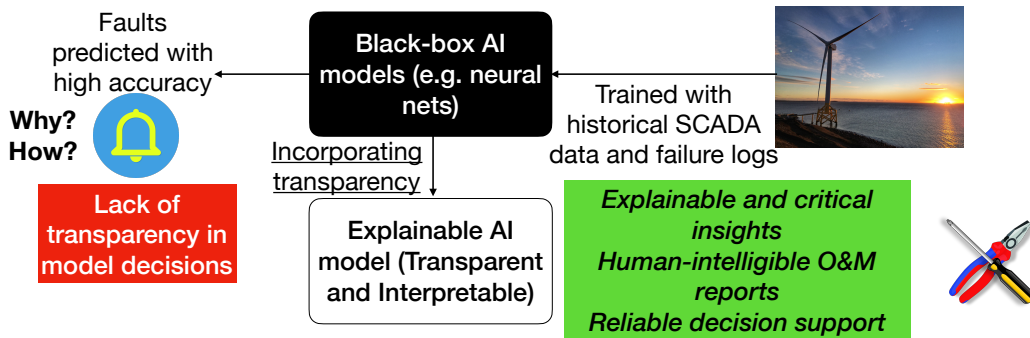 Faults
predicted with
high accuracy
Why?
How?
Lack of
transparency in
model decisions
Black-box AI
models (e.g. neural
nets)
Incorporating
transparency
Explainable AI
model (Transparent
and Interpretable)
Trained with
historical SCADA
data and failure logs
Explainable and critical
insights
Human-intelligible O&M
reports
Reliable decision support